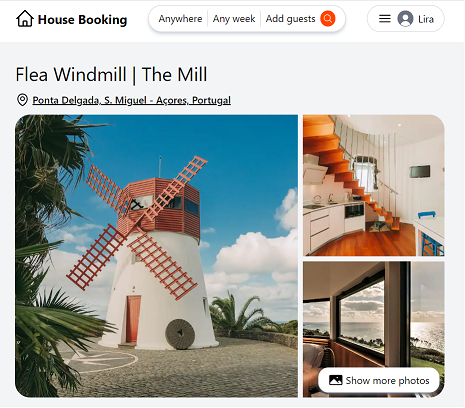 House Booking
Anywhere Any week Add guests
Lira
Flea Windmill | The Mill
Ponta Delgada, S. Miguel - Açores, Portugal
Show more photos